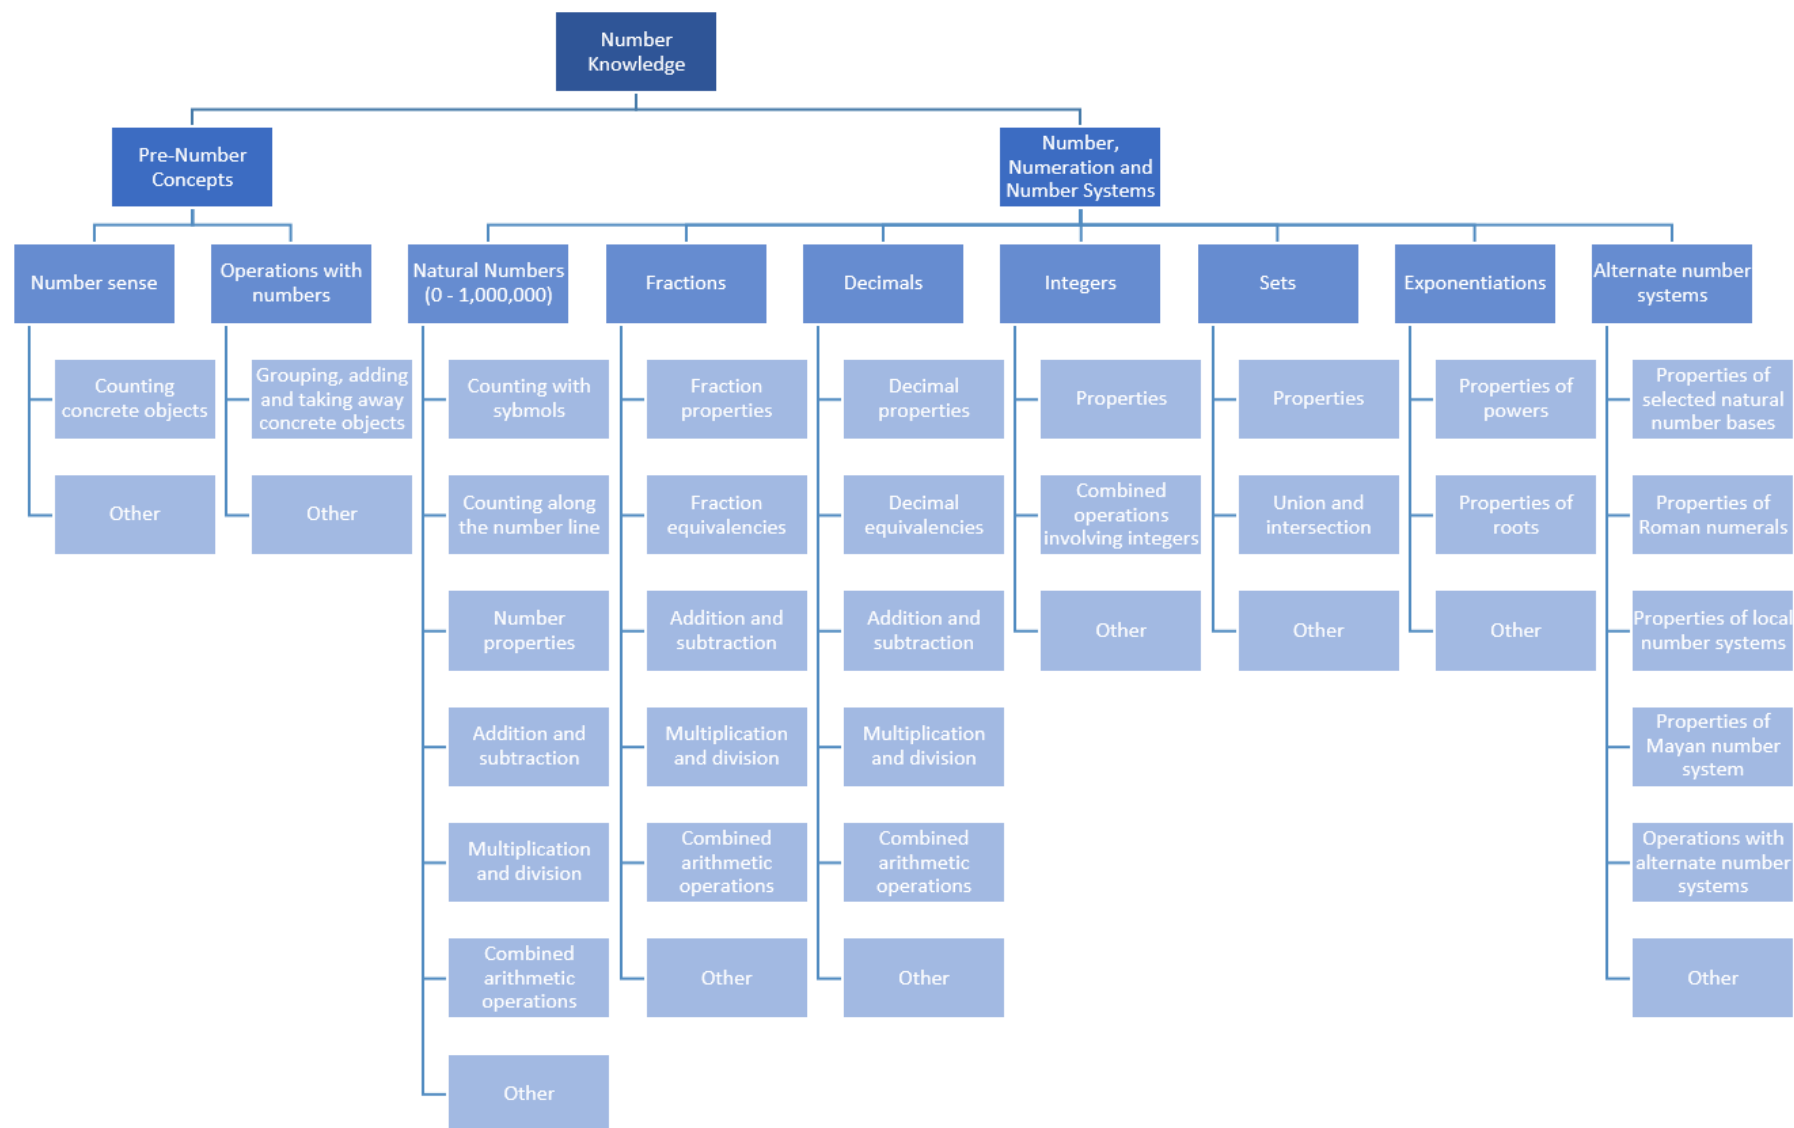 Number
Knowledge
Pre-Number
Concepts
Number,
Numeration and
Number Systems
Number sense
Operations with
numbers
Natural Numbers
(0 - 1,000,000)
Fractions
Decimals
Integers
Sets
Exponentiations
Alternate number
systems
Counting
concrete objects
Other
Grouping, adding
and taking away
concrete objects
Other
Counting with
sybmols
Counting along
the number line
Number
properties
Addition and
subtraction
Multiplication
and division
Combined
arithmetic
operations
Other
Fraction
properties
Fraction
equivalencies
Addition and
subtraction
Multiplication
and division
Combined
arithmetic
operations
Other
Decimal
properties
Decimal
equivalencies
Addition and
subtraction
Multiplication
and division
Combined
arithmetic
operations
Other
Properties
Combined
operations
involving integers
Other
Properties
Union and
intersection
Other
Properties of
powers
Properties of
roots
Other
Properties of
selected natural
number bases
Properties of
Roman numerals
Properties of local
number systems
Properties of
Mayan number
system
Operations with
alternate number
systems
Other